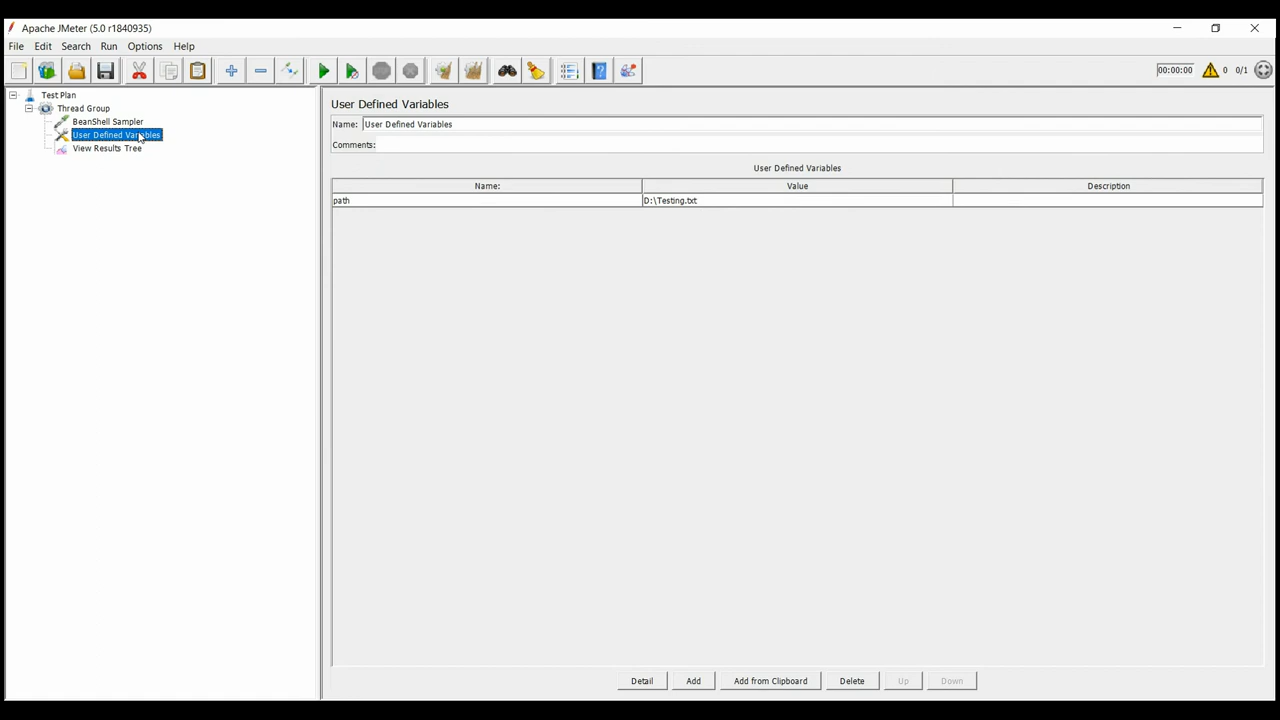 Apache JMeter (5.0 r1840935)
File Edit Search Run Options Help
00:00:00 0 0/1
Test Plan
Thread Group
BeanShell Sampler
User Defined Variables
View Results Tree
User Defined Variables
Name: User Defined Variables
Comments:
User Defined Variables
Name: Value Description
path D:\Testing.txt
Detail Add Add from Clipboard Delete Up Down